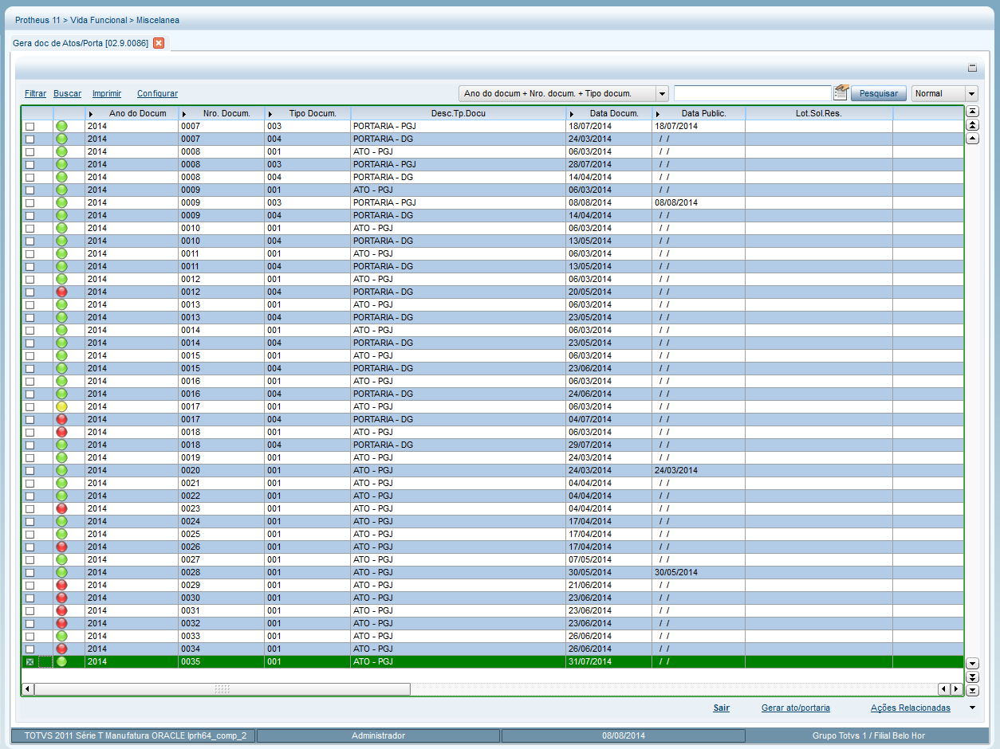 Protheus 11 > Vida Funcional > Miscelanea
Gera doc de Atos/Porta [02.9.0086]
Filtrar Buscar Imprimir Configurar Ano do docum + Nro. docum. + Tipo docum. Pesquisar Normal
Ano do Docum Nro. Docum. Tipo Docum. Desc.Tp.Docu Data Docum. Data Public. Lot.Sol.Res.
2014 0007 003 PORTARIA - PGJ 18/07/2014 18/07/2014
2014 0007 004 PORTARIA - DG 24/03/2014 / /
2014 0008 001 ATO - PGJ 06/03/2014 / /
2014 0008 003 PORTARIA - PGJ 28/07/2014 / /
2014 0008 004 PORTARIA - DG 14/04/2014 / /
2014 0009 001 ATO - PGJ 06/03/2014 / /
2014 0009 003 PORTARIA - PGJ 08/08/2014 08/08/2014
2014 0009 004 PORTARIA - DG 14/04/2014 / /
2014 0010 001 ATO - PGJ 06/03/2014 / /
2014 0010 004 PORTARIA - DG 13/05/2014 / /
2014 0011 001 ATO - PGJ 06/03/2014 / /
2014 0011 004 PORTARIA - DG 13/05/2014 / /
2014 0012 001 ATO - PGJ 06/03/2014 / /
2014 0012 004 PORTARIA - DG 20/05/2014 / /
2014 0013 001 ATO - PGJ 06/03/2014 / /
2014 0013 004 PORTARIA - DG 23/05/2014 / /
2014 0014 001 ATO - PGJ 06/03/2014 / /
2014 0014 004 PORTARIA - DG 23/05/2014 / /
2014 0015 001 ATO - PGJ 06/03/2014 / /
2014 0015 004 PORTARIA - DG 23/06/2014 / /
2014 0016 001 ATO - PGJ 06/03/2014 / /
2014 0016 004 PORTARIA - DG 24/06/2014 / /
2014 0017 001 ATO - PGJ 06/03/2014 / /
2014 0017 004 PORTARIA - DG 04/07/2014 / /
2014 0018 001 ATO - PGJ 06/03/2014 / /
2014 0018 004 PORTARIA - DG 29/07/2014 / /
2014 0019 001 ATO - PGJ 24/03/2014 / /
2014 0020 001 ATO - PGJ 24/03/2014 24/03/2014
2014 0021 001 ATO - PGJ 04/04/2014 / /
2014 0022 001 ATO - PGJ 04/04/2014 / /
2014 0023 001 ATO - PGJ 04/04/2014 / /
2014 0024 001 ATO - PGJ 17/04/2014 / /
2014 0025 001 ATO - PGJ 17/04/2014 / /
2014 0026 001 ATO - PGJ 17/04/2014 / /
2014 0027 001 ATO - PGJ 07/05/2014 / /
2014 0028 001 ATO - PGJ 30/05/2014 30/05/2014
2014 0029 001 ATO - PGJ 21/06/2014 / /
2014 0030 001 ATO - PGJ 23/06/2014 / /
2014 0031 001 ATO - PGJ 23/06/2014 / /
2014 0032 001 ATO - PGJ 23/06/2014 / /
2014 0033 001 ATO - PGJ 26/06/2014 / /
2014 0034 001 ATO - PGJ 26/06/2014 / /
2014 0035 001 ATO - PGJ 31/07/2014 / /
Sair Gerar ato/portaria Ações Relacionadas
TOTVS 2011 Série T Manufatura ORACLE lprh64_comp_2 Administrador 08/08/2014 Grupo Totvs 1 / Filial Belo Hor